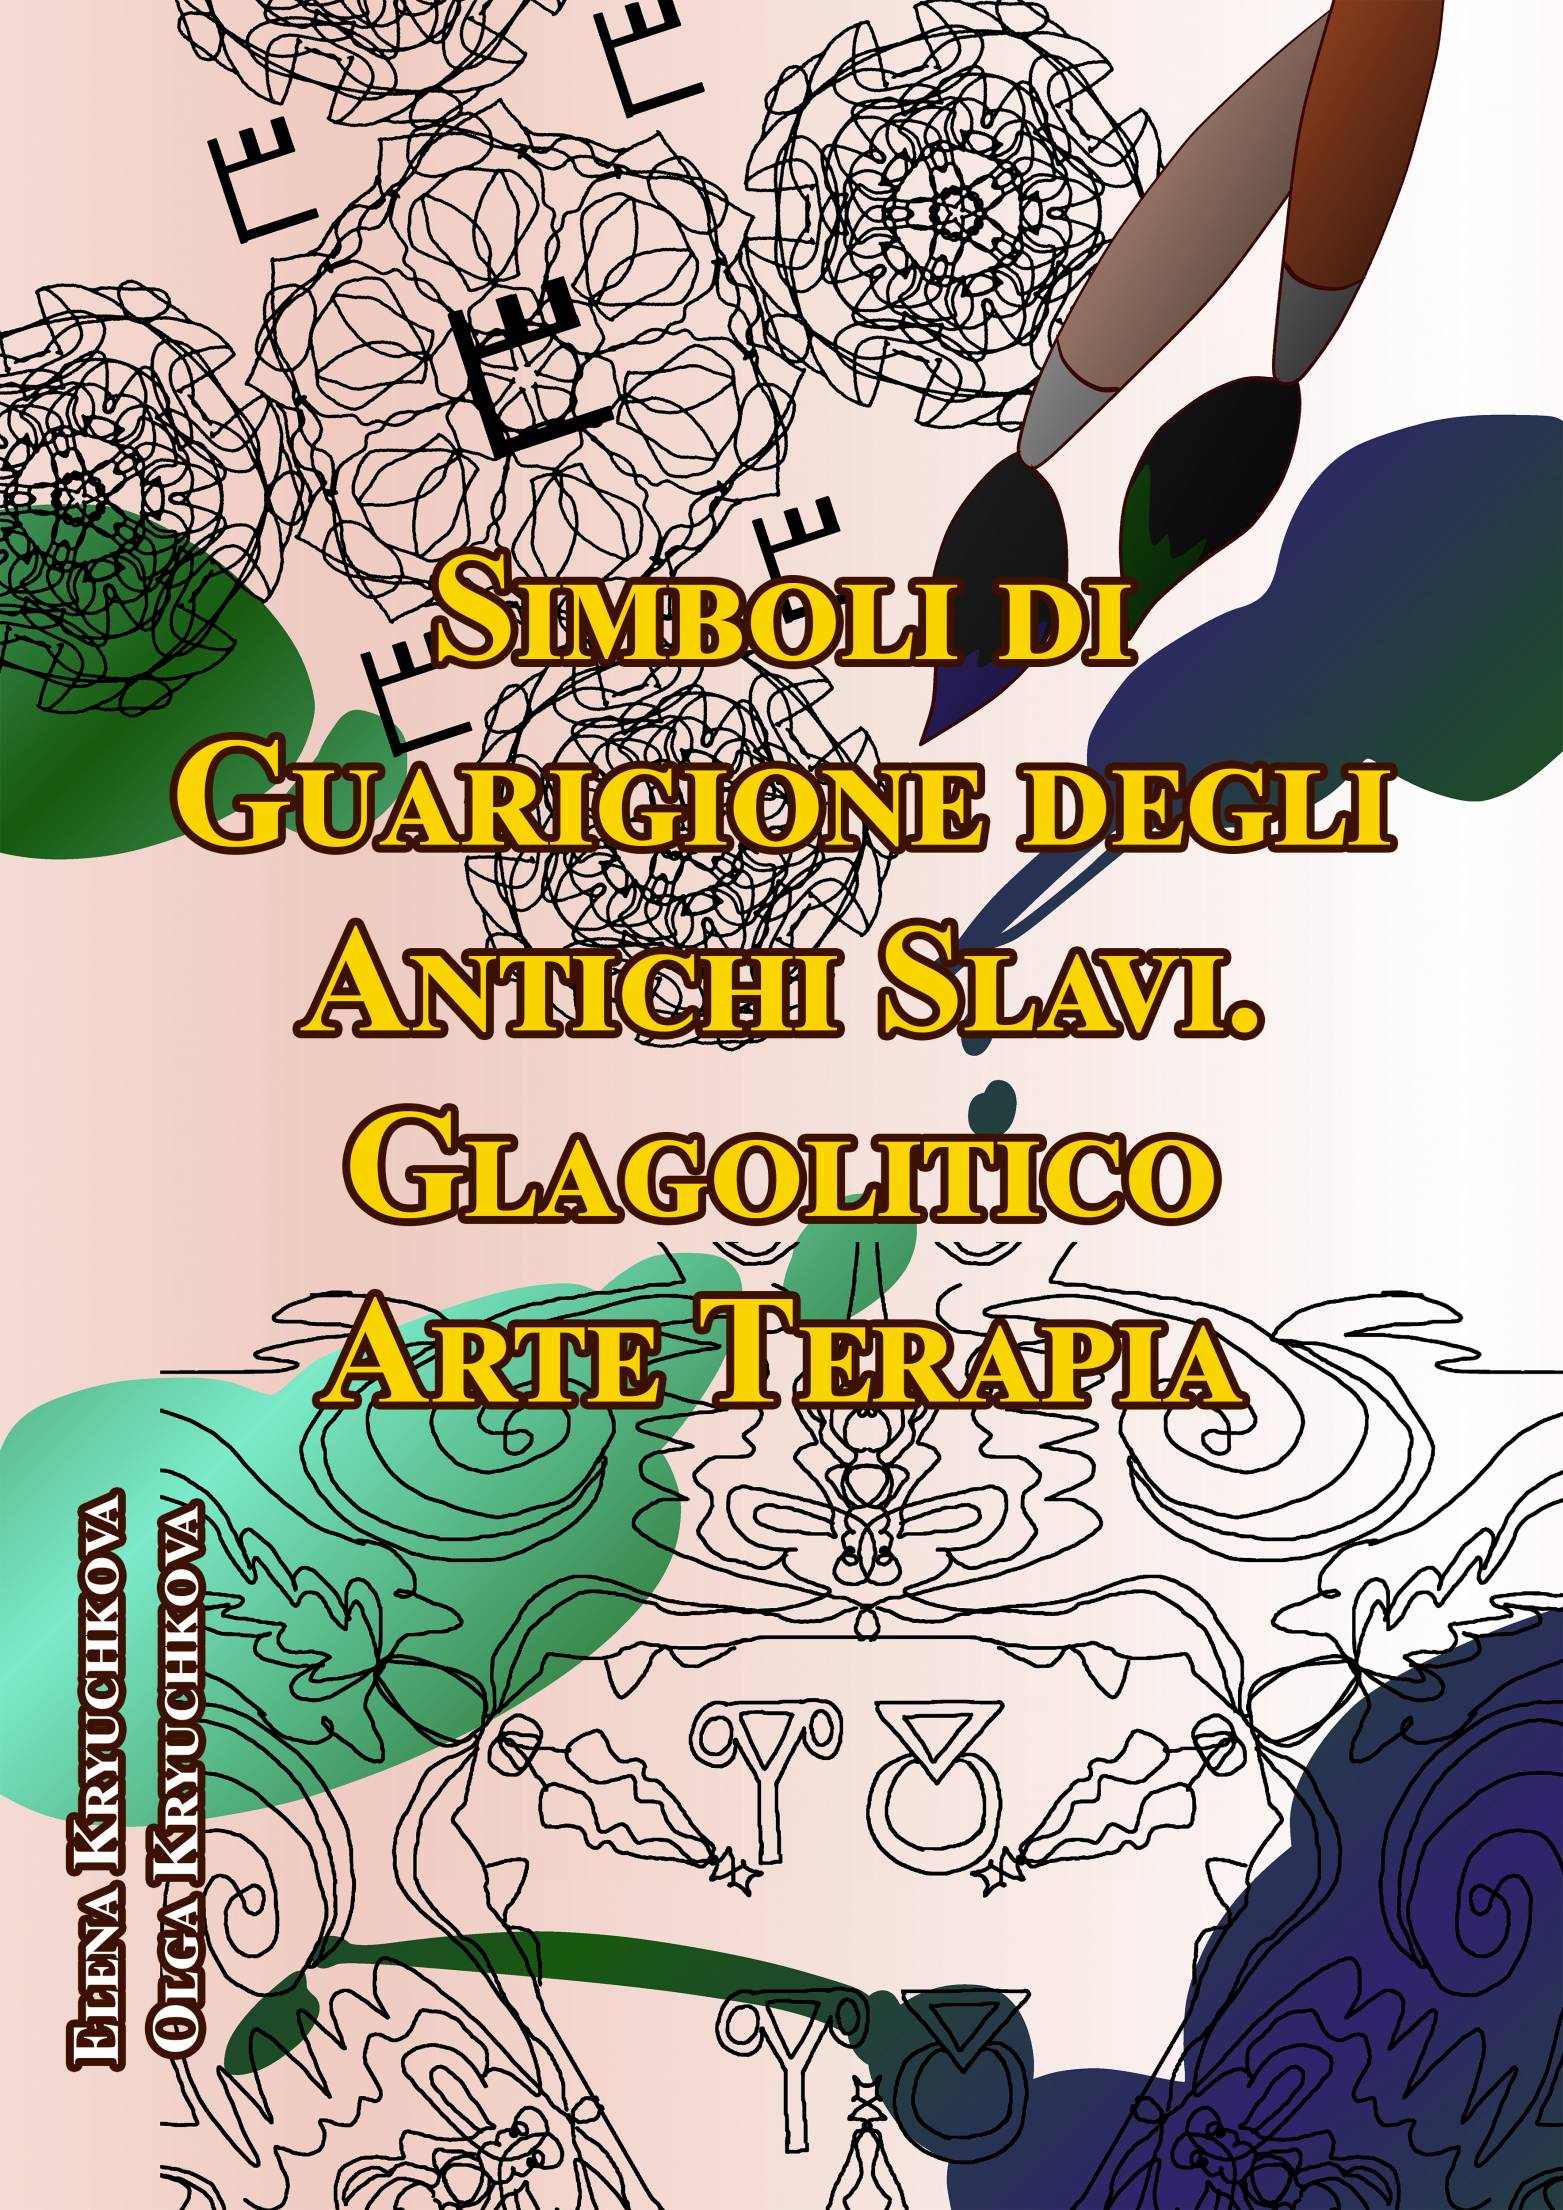 Simboli di
Guarigione degli
Antichi Slavi.
Glagolitico
Arte Terapia
Elena Kryuchkova
Olga Kryuchkova